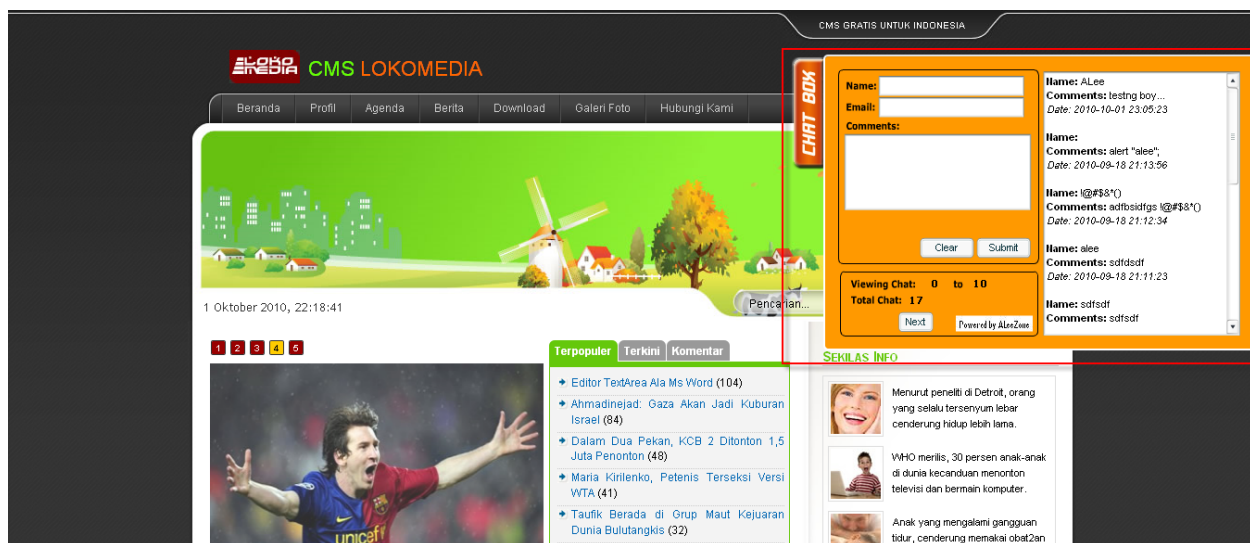 CMS GRATIS UNTUK INDONESIA
LOKO
MEDIA
CMS LOKOMEDIA
Beranda Profil Agenda Berita Download Galeri Foto Hubungi Kami
CHAT BOX
Name:
Email:
Comments:
Clear Submit
Viewing Chat: 0 to 10
Total Chat: 17
Next
Powered by ALeeZone
Name: ALee
Comments: testng boy...
Date: 2010-10-01 23:05:23
Name:
Comments: alert "alee";
Date: 2010-09-18 21:13:56
Name: !@#$&*()
Comments: adfbsidfgs !@#$&*()
Date: 2010-09-18 21:12:34
Name: alee
Comments: sdfdsdf
Date: 2010-09-18 21:11:23
Name: sdfsdf
Comments: sdfsdf
1 Oktober 2010, 22:18:41
Pencarian...
1 2 3 4 5
unicef
Terpopuler Terkini Komentar
Editor TextArea Ala Ms Word (104)
Ahmadinejad: Gaza Akan Jadi Kuburan
Israel (84)
Dalam Dua Pekan, KCB 2 Ditonton 1,5
Juta Penonton (48)
Maria Kirilenko, Petenis Terseksi Versi
WTA (41)
Taufik Berada di Grup Maut Kejuaran
Dunia Bulutangkis (32)
SEKILAS INFO
Menurut peneliti di Detroit, orang
yang selalu tersenyum lebar
cenderung hidup lebih lama.
WHO merilis, 30 persen anak-anak
di dunia kecanduan menonton
televisi dan bermain komputer.
Anak yang mengalami gangguan
tidur, cenderung memakai obat2an